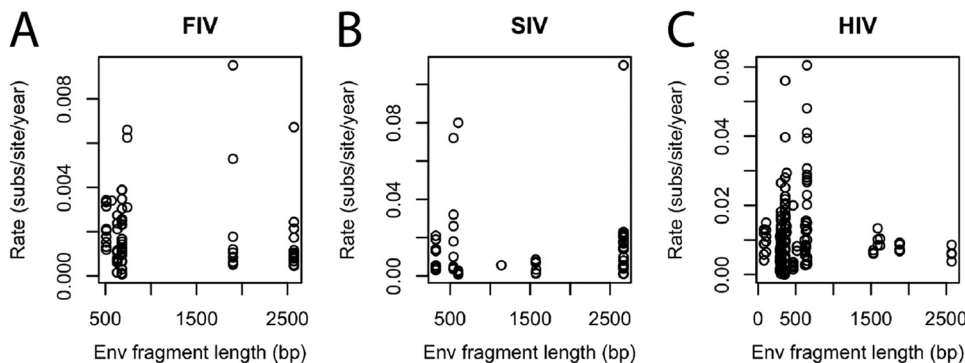 A FIV
Rate (subs/site/year)
0.008
0.004
0.000
500 1500 2500
Env fragment length (bp)
B SIV
Rate (subs/site/year)
0.08
0.04
0.00
500 1500 2500
Env fragment length (bp)
C HIV
Rate (subs/site/year)
0.06
0.04
0.02
0.00
0 500 1500 2500
Env fragment length (bp)